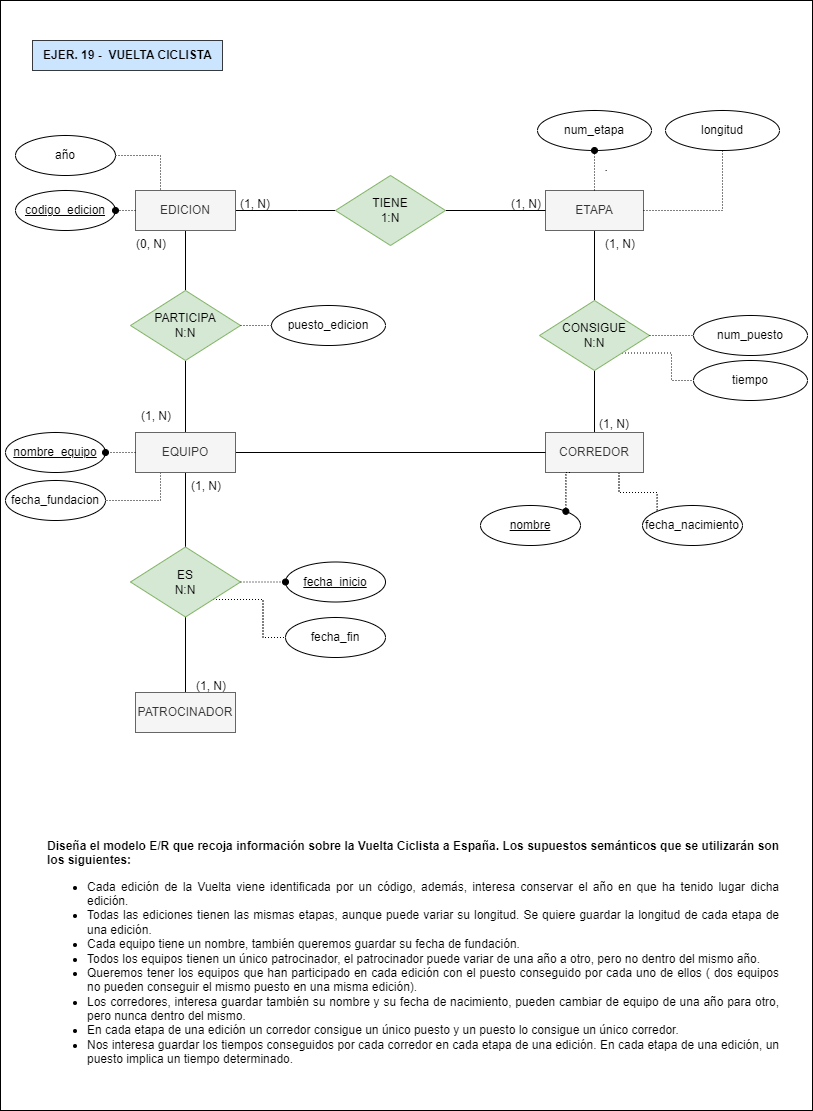 EJER. 19 - VUELTA CICLISTA
num_etapa
longitud
año
.
TIENE
1:N
codigo_edicion
EDICION
(1, N)
(1, N)
ETAPA
(0, N)
(1, N)
PARTICIPA
N:N
puesto_edicion
CONSIGUE
N:N
num_puesto
tiempo
(1, N)
(1, N)
nombre_equipo
EQUIPO
CORREDOR
(1, N)
fecha_fundacion
nombre
fecha_nacimiento
ES
N:N
fecha_inicio
fecha_fin
(1, N)
PATROCINADOR
Diseña el modelo E/R que recoja información sobre la Vuelta Ciclista a España. Los supuestos semánticos que se utilizarán son
los siguientes:
• Cada edición de la Vuelta viene identificada por un código, además, interesa conservar el año en que ha tenido lugar dicha
edición.
• Todas las ediciones tienen las mismas etapas, aunque puede variar su longitud. Se quiere guardar la longitud de cada etapa de
una edición.
• Cada equipo tiene un nombre, también queremos guardar su fecha de fundación.
• Todos los equipos tienen un único patrocinador, el patrocinador puede variar de una año a otro, pero no dentro del mismo año.
• Queremos tener los equipos que han participado en cada edición con el puesto conseguido por cada uno de ellos ( dos equipos
no pueden conseguir el mismo puesto en una misma edición).
• Los corredores, interesa guardar también su nombre y su fecha de nacimiento, pueden cambiar de equipo de una año para otro,
pero nunca dentro del mismo.
• En cada etapa de una edición un corredor consigue un único puesto y un puesto lo consigue un único corredor.
• Nos interesa guardar los tiempos conseguidos por cada corredor en cada etapa de una edición. En cada etapa de una edición, un
puesto implica un tiempo determinado.